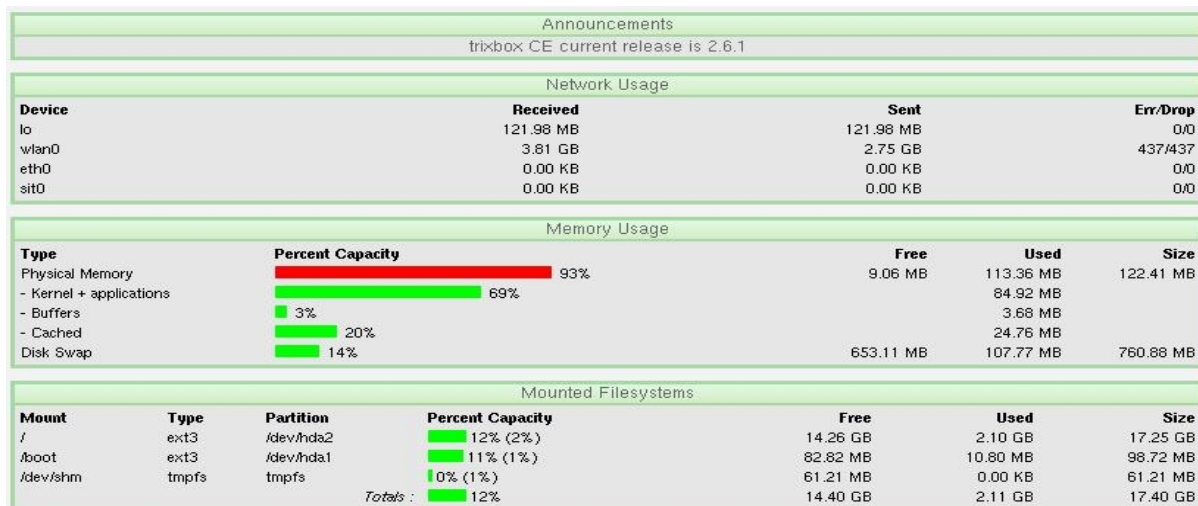 Announcements
trixbox CE current release is 2.6.1
Network Usage
Device Received Sent Err/Drop
lo 121.98 MB 121.98 MB 0/0
wlan0 3.81 GB 2.75 GB 437/437
eth0 0.00 KB 0.00 KB 0/0
sit0 0.00 KB 0.00 KB 0/0
Memory Usage
Type Percent Capacity Free Used Size
Physical Memory 93% 9.06 MB 113.36 MB 122.41 MB
- Kernel + applications 69% 84.92 MB
- Buffers 3% 3.68 MB
- Cached 20% 24.76 MB
Disk Swap 14% 653.11 MB 107.77 MB 760.88 MB
Mounted Filesystems
Mount Type Partition Percent Capacity Free Used Size
/ ext3 /dev/hda2 12% (2%) 14.26 GB 2.10 GB 17.25 GB
/boot ext3 /dev/hda1 11% (1%) 82.82 MB 10.80 MB 98.72 MB
/dev/shm tmpfs tmpfs 0% (1%) 61.21 MB 0.00 KB 61.21 MB
Totals : 12% 14.40 GB 2.11 GB 17.40 GB